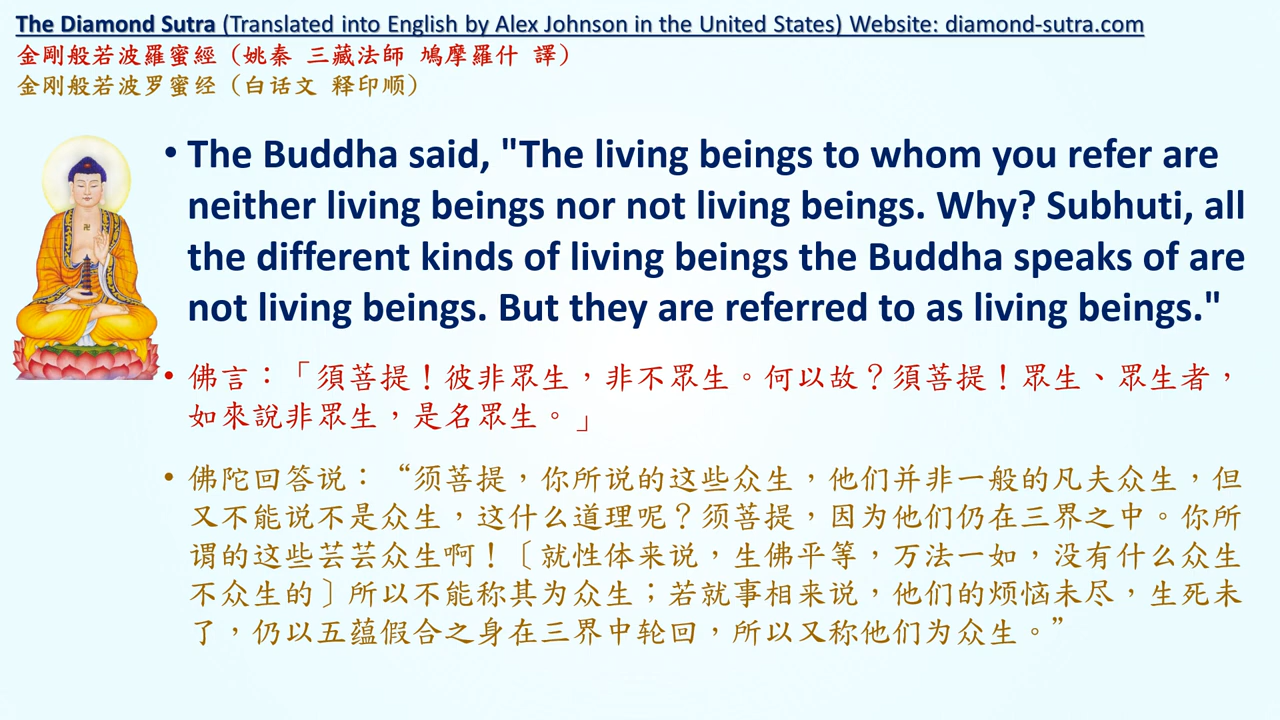 The Diamond Sutra (Translated into English by Alex Johnson in the United States) Website: diamond-sutra.com
金剛般若波羅蜜經 (姚秦 三藏法師 鳩摩羅什 譯)
金刚般若波罗蜜经 (白话文 释印顺)
• The Buddha said, "The living beings to whom you refer are
neither living beings nor not living beings. Why? Subhuti, all
the different kinds of living beings the Buddha speaks of are
not living beings. But they are referred to as living beings."
• 佛言：「須菩提！彼非眾生，非不眾生。何以故？須菩提！眾生、眾生者，
如來說非眾生，是名眾生。」
• 佛陀回答说：“须菩提，你所说的这些众生，他们并非一般的凡夫众生，但
又不能说不是众生，这什么道理呢？须菩提，因为他们仍在三界之中。你所
谓的这些芸芸众生啊！〔就性体来说，生佛平等，万法一如，没有什么众生
不众生的〕所以不能称其为众生；若就事相来说，他们的烦恼未尽，生死未
了，仍以五蕴假合之身在三界中轮回，所以又称他们为众生。”